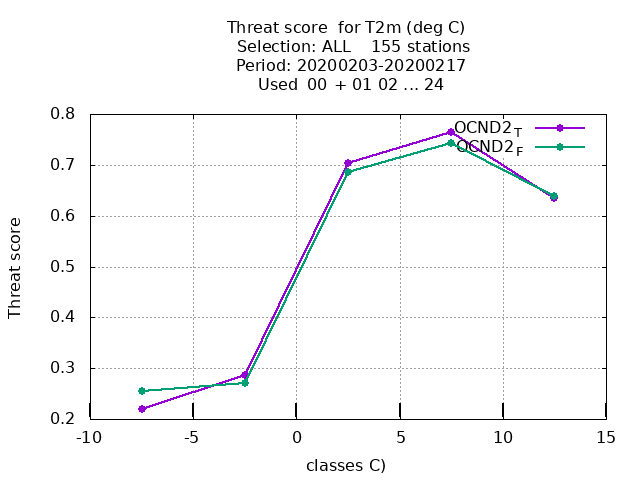 Threat score  for T2m (deg C)
Selection: ALL    155 stations
Period: 20200203-20200217
Used  00 + 01 02 ... 24
OCND2T
OCND2F
0.8
0.7
0.6
0.5
0.4
0.3
0.2
Threat score
-10
-5
0
5
10
15
classes C)